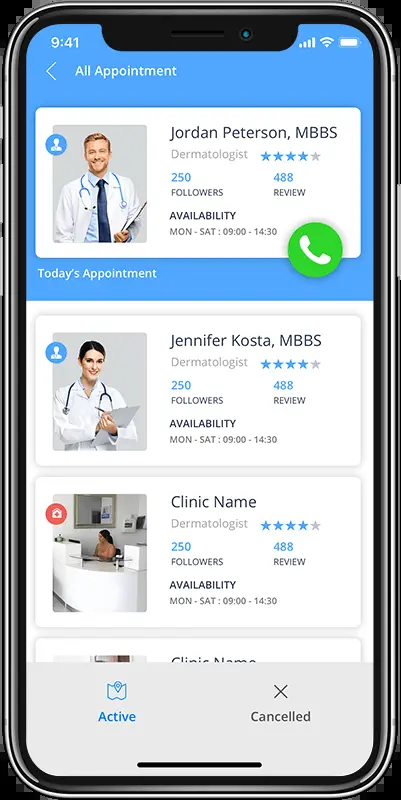 9:41
All Appointment
Jordan Peterson, MBBS
Dermatologist
250 488
FOLLOWERS REVIEW
AVAILABILITY
MON - SAT : 09:00 - 14:30
Today's Appointment
Jennifer Kosta, MBBS
Dermatologist
250 488
FOLLOWERS REVIEW
AVAILABILITY
MON - SAT : 09:00 - 14:30
Clinic Name
Dermatologist
250 488
FOLLOWERS REVIEW
AVAILABILITY
MON - SAT : 09:00 - 14:30
Clinic Name
Active Cancelled